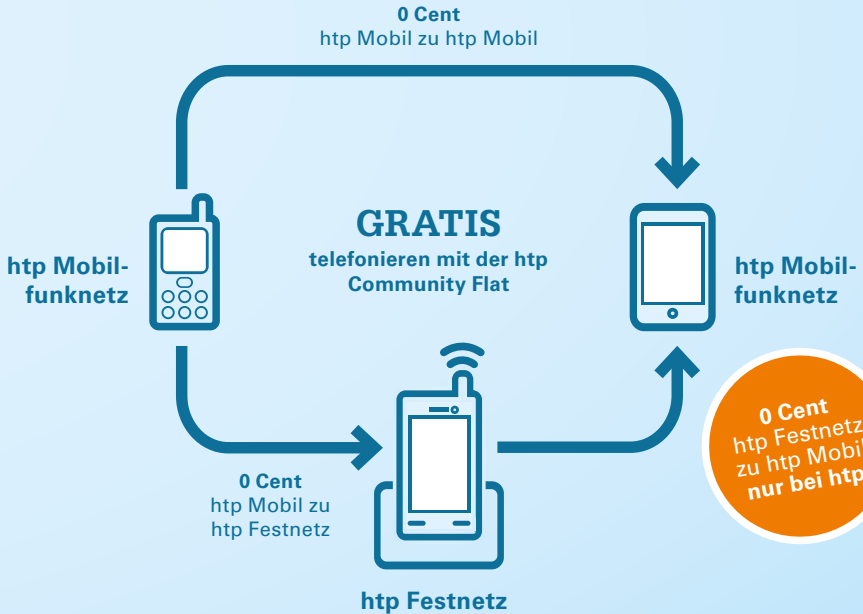 0 Cent
htp Mobil zu htp Mobil
GRATIS
telefonieren mit der htp
Community Flat
htp Mobil-
funknetz
htp Mobil-
funknetz
0 Cent
htp Festnetz
zu htp Mobil
nur bei htp
0 Cent
htp Mobil zu
htp Festnetz
htp Festnetz